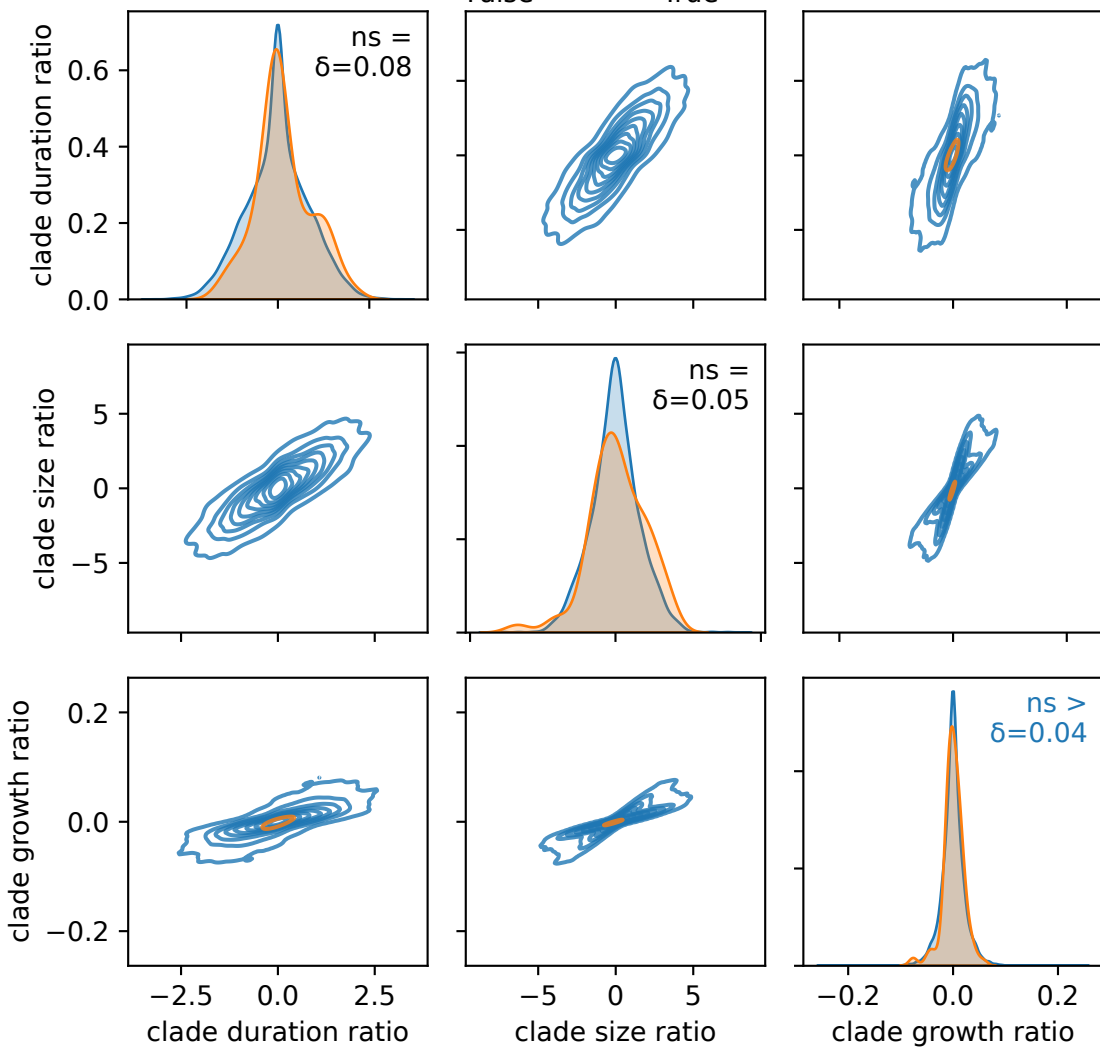 clade duration ratio
0.6
0.4
0.2
0.0
ns =
δ=0.08
clade size ratio
5
0
−5
ns =
δ=0.05
clade growth ratio
0.2
0.0
−0.2
ns >
δ=0.04
−2.5 0.0 2.5
−5 0 5
−0.2 0.0 0.2
clade duration ratio
clade size ratio
clade growth ratio